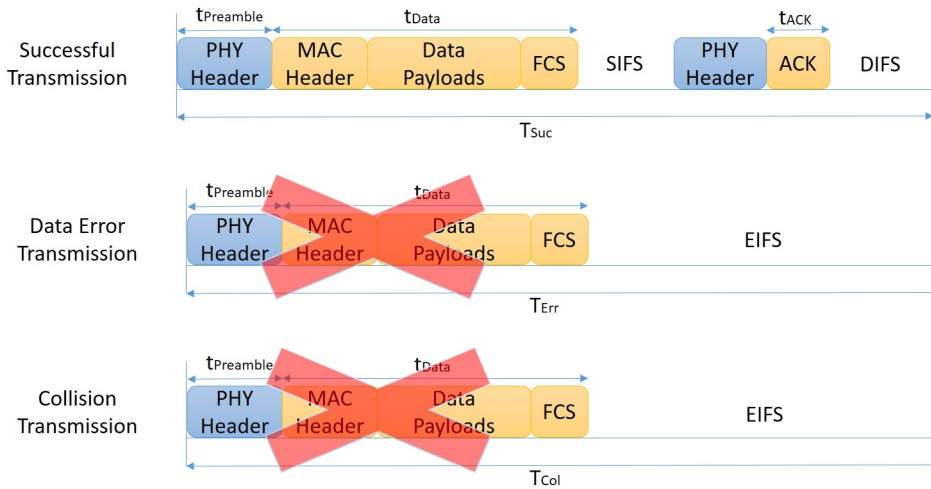 tPreamble tData tACK
Successful Transmission
PHY Header
MAC Header
Data Payloads
FCS
SIFS
PHY Header
ACK
DIFS
TSuc
tPreamble tData
Data Error Transmission
PHY Header
MAC Header
Data Payloads
FCS
EIFS
TErr
tPreamble tData
Collision Transmission
PHY Header
MAC Header
Data Payloads
FCS
EIFS
TCol